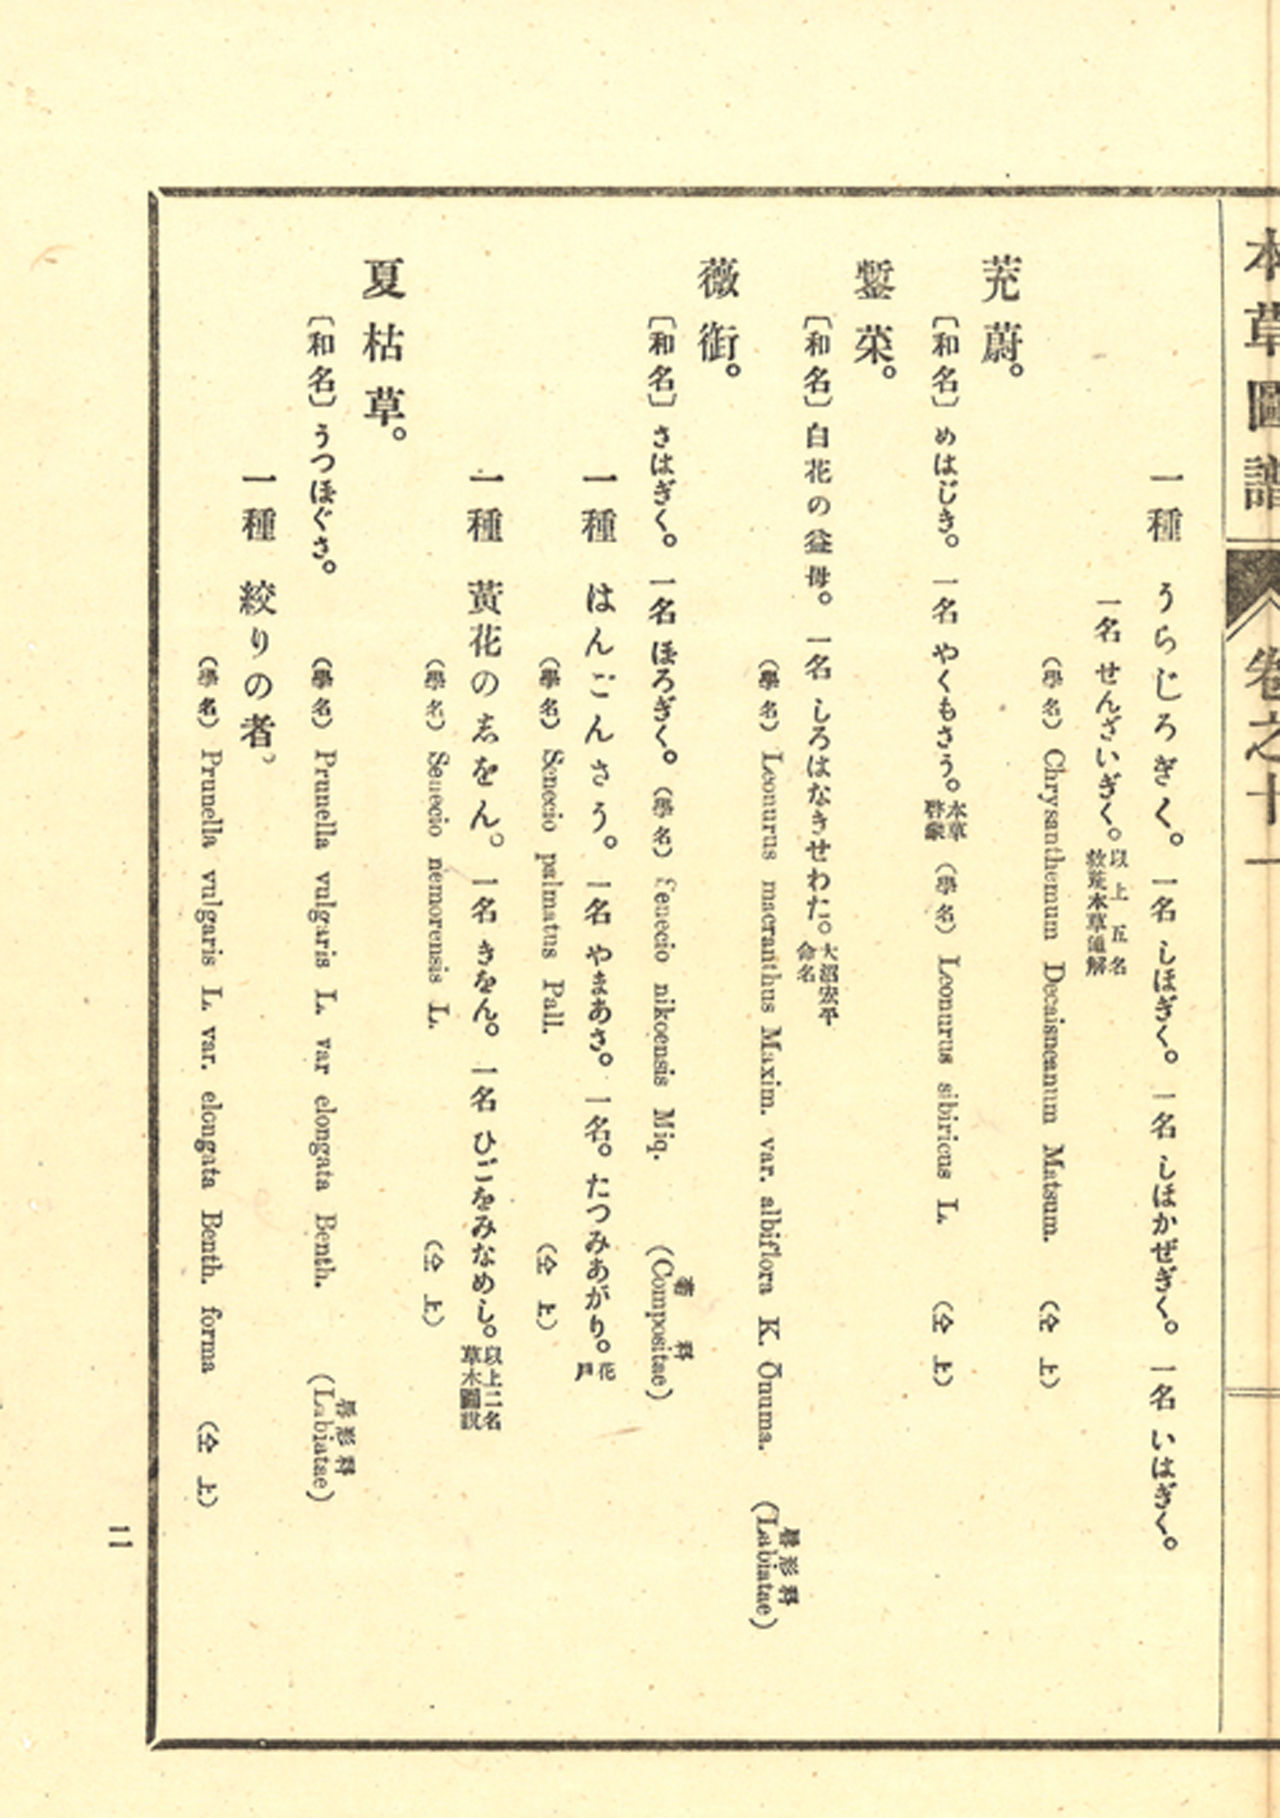 本草圖譜 卷之十一
一種 うらじろぎく。一名 しほぎく。一名 しほかぜぎく。一名 いはぎく。
一名 せんざいぎく。以上五名救荒本草通解
(學名) Chrysanthemum Decaisneanum Matsum. (仝上)
茺蔚。
〔和名〕めはじき。一名 やくもさう。本草啓蒙 (學名) Leonurus sibiricus L. (仝上)
菨菜。
〔和名〕白花の益母。一名 しろはなきせわた。大沼宏平命名
(學名) Leonurus macranthus Maxim. var. albiflora K. Ōnuma. 唇形科 (Labiatae)
薇銜。
〔和名〕さはぎく。一名 ほろぎく。(學名) Senecio nikoensis Miq. 菊科 (Compositae)
一種 はんごんさう。一名 やまあさ。一名。たつみあがり。花戸
(學名) Senecio palmatus Pall. (仝上)
一種 黃花のしをん。一名 きをん。一名 ひごをみなめし。以上二名草木圖說
(學名) Senecio nemorensis L. (仝上)
夏枯草。
〔和名〕うつほぐさ。 (學名) Prunella vulgaris L. var elongata Benth. 唇形科 (Labiatae)
一種 絞りの者。
(學名) Prunella vulgaris L. var. elongata Benth. forma (仝上)
二